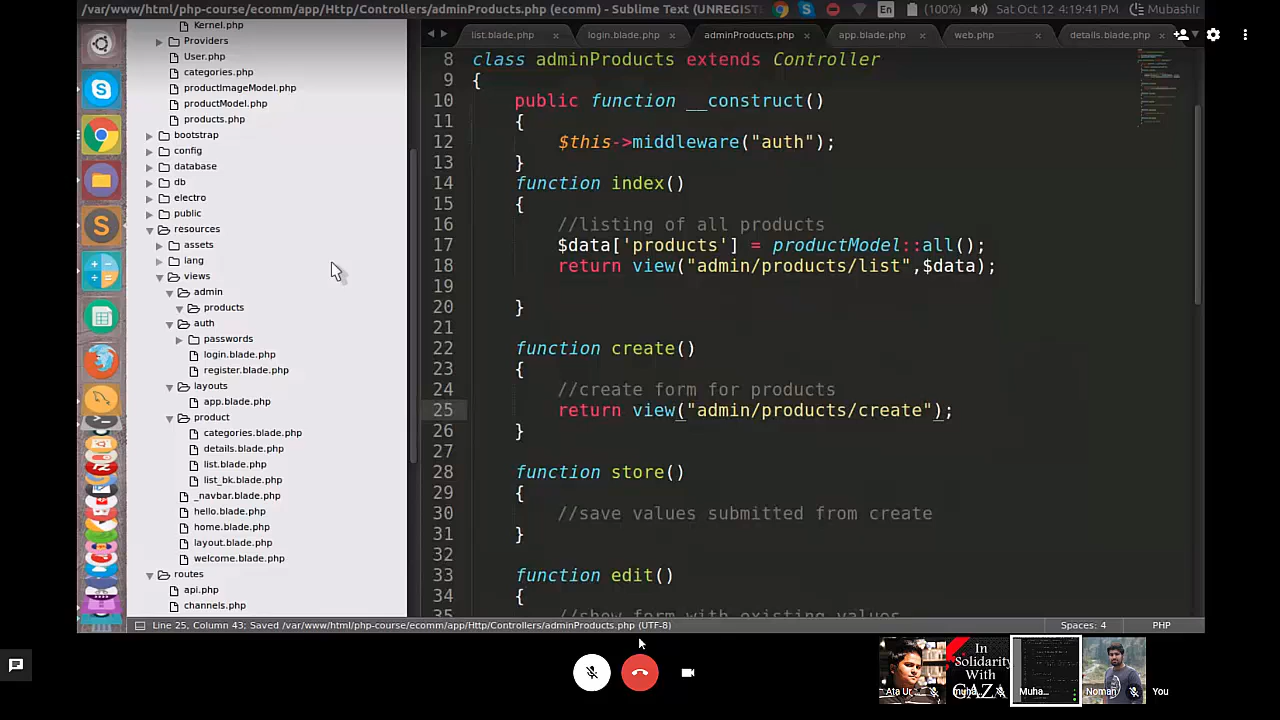 /var/www/html/php-course/ecomm/app/Http/Controllers/adminProducts.php (ecomm) - Sublime Text (UNREGIST
En
(100%)
Sat Oct 12 4:19:41 PM
Mubashir
Kernel.php
Providers
User.php
categories.php
productImageModel.php
productModel.php
products.php
bootstrap
config
database
db
electro
public
resources
assets
lang
views
admin
products
auth
passwords
login.blade.php
register.blade.php
layouts
app.blade.php
product
categories.blade.php
details.blade.php
list.blade.php
list_bk.blade.php
_navbar.blade.php
hello.blade.php
home.blade.php
layout.blade.php
welcome.blade.php
routes
api.php
channels.php
list.blade.php
login.blade.php
adminProducts.php
app.blade.php
web.php
details.blade.php
8 class adminProducts extends Controller
9 {
10 public function __construct()
11 {
12 $this->middleware("auth");
13 }
14 function index()
15 {
16 //listing of all products
17 $data['products'] = productModel::all();
18 return view("admin/products/list",$data);
19
20 }
21
22 function create()
23 {
24 //create form for products
25 return view("admin/products/create");
26 }
27
28 function store()
29 {
30 //save values submitted from create
31 }
32
33 function edit()
34 {
35 //show form with existing values
Line 25, Column 43; Saved /var/www/html/php-course/ecomm/app/Http/Controllers/adminProducts.php (UTF-8)
Spaces: 4
PHP
In
Solidarity
With
GAZA
Ata Ur
muha
Muha...
Noman
You